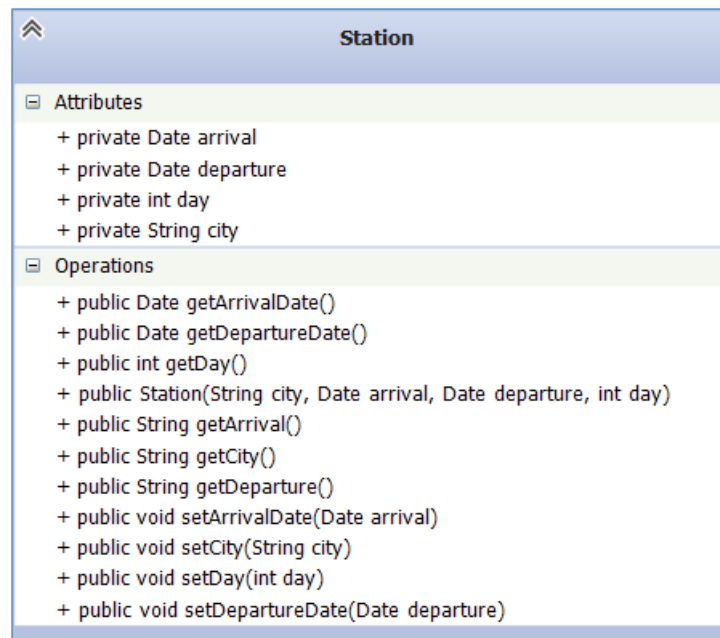 Station
Attributes
+ private Date arrival
+ private Date departure
+ private int day
+ private String city
Operations
+ public Date getArrivalDate()
+ public Date getDepartureDate()
+ public int getDay()
+ public Station(String city, Date arrival, Date departure, int day)
+ public String getArrival()
+ public String getCity()
+ public String getDeparture()
+ public void setArrivalDate(Date arrival)
+ public void setCity(String city)
+ public void setDay(int day)
+ public void setDepartureDate(Date departure)